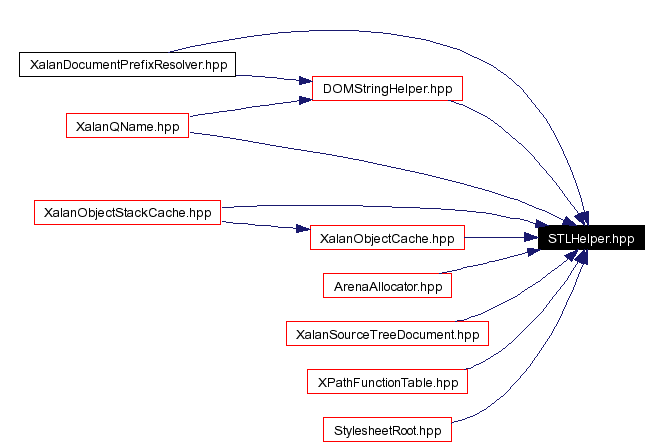 XalanDocumentPrefixResolver.hpp
DOMStringHelper.hpp
XalanQName.hpp
XalanObjectStackCache.hpp
XalanObjectCache.hpp
STLHelper.hpp
ArenaAllocator.hpp
XalanSourceTreeDocument.hpp
XPathFunctionTable.hpp
StylesheetRoot.hpp